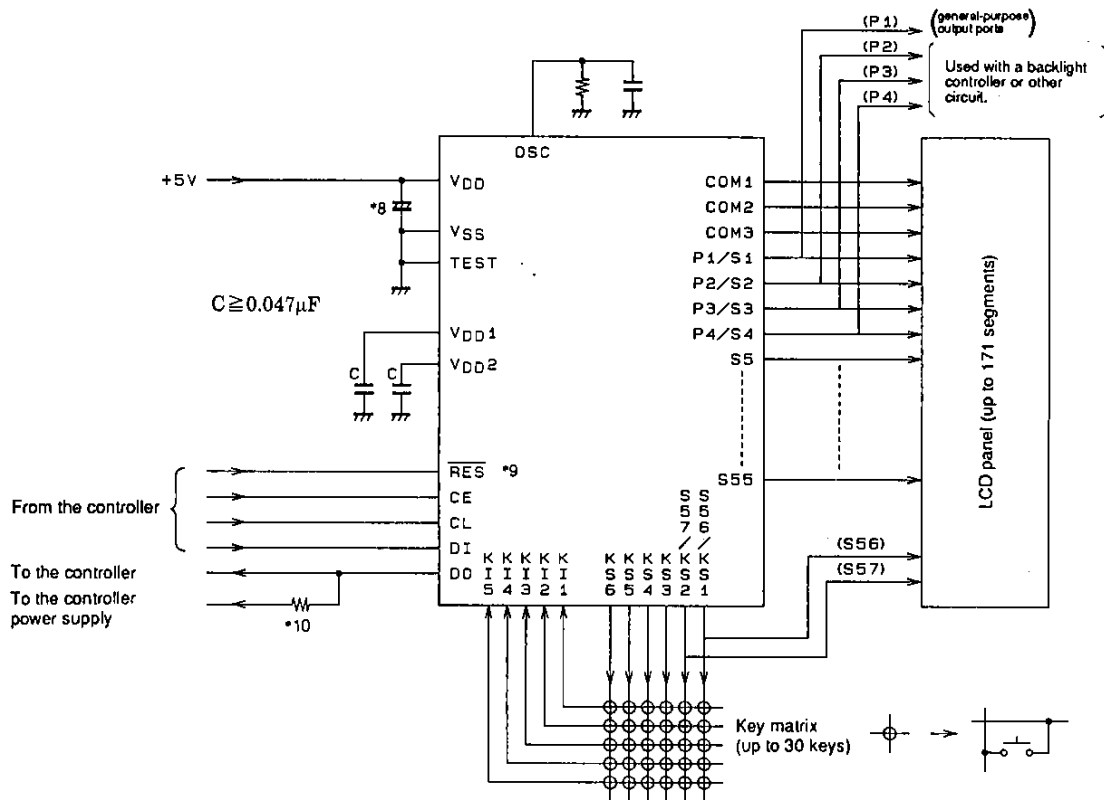 (P1)
(general-purpose
output ports)
(P2)
(P3)
(P4)
Used with a backlight
controller or other
circuit.
OSC
+5V
VDD
*8
VSS
TEST
C≧0.047μF
VDD1
VDD2
C
C
RES
*9
CE
CL
DI
DO
From the controller
To the controller
To the controller
power supply
*10
COM1
COM2
COM3
P1/S1
P2/S2
P3/S3
P4/S4
S5
S55
LCD panel (up to 171 segments)
(S56)
(S57)
KI5
KI4
KI3
KI2
KI1
KS6
KS5
KS4
KS3
S57/KS2
S56/KS1
Key matrix
(up to 30 keys)